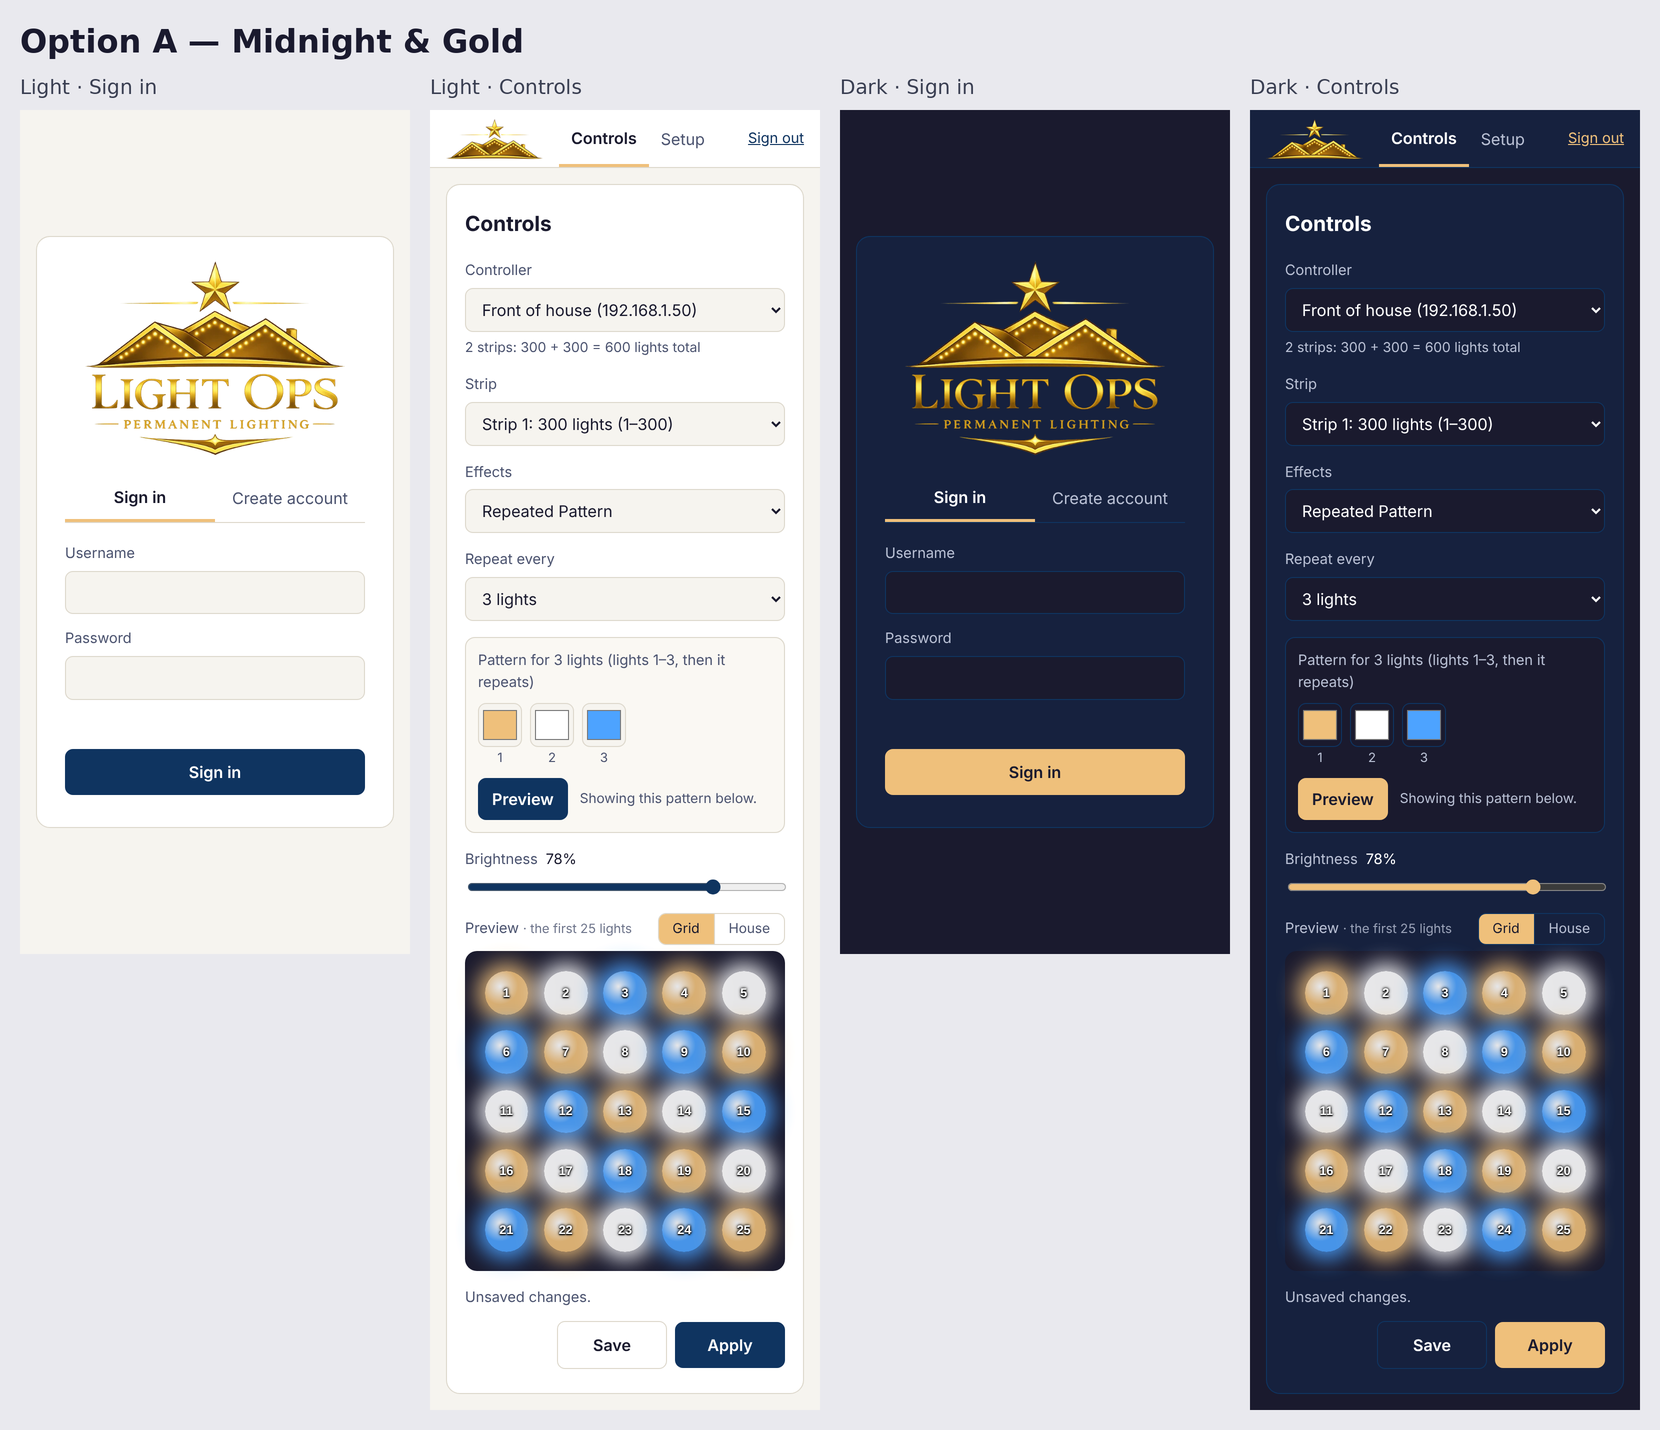 Option A — Midnight & Gold
Light · Sign in
LIGHT OPS
PERMANENT LIGHTING
Sign in
Create account
Username
Password
Sign in
Light · Controls
Controls
Setup
Sign out
Controls
Controller
Front of house (192.168.1.50)
2 strips: 300 + 300 = 600 lights total
Strip
Strip 1: 300 lights (1–300)
Effects
Repeated Pattern
Repeat every
3 lights
Pattern for 3 lights (lights 1–3, then it
repeats)
1 2 3
Preview
Showing this pattern below.
Brightness 78%
Preview · the first 25 lights
Grid
House
1 2 3 4 5
6 7 8 9 10
11 12 13 14 15
16 17 18 19 20
21 22 23 24 25
Unsaved changes.
Save
Apply
Dark · Sign in
LIGHT OPS
PERMANENT LIGHTING
Sign in
Create account
Username
Password
Sign in
Dark · Controls
Controls
Setup
Sign out
Controls
Controller
Front of house (192.168.1.50)
2 strips: 300 + 300 = 600 lights total
Strip
Strip 1: 300 lights (1–300)
Effects
Repeated Pattern
Repeat every
3 lights
Pattern for 3 lights (lights 1–3, then it
repeats)
1 2 3
Preview
Showing this pattern below.
Brightness 78%
Preview · the first 25 lights
Grid
House
1 2 3 4 5
6 7 8 9 10
11 12 13 14 15
16 17 18 19 20
21 22 23 24 25
Unsaved changes.
Save
Apply